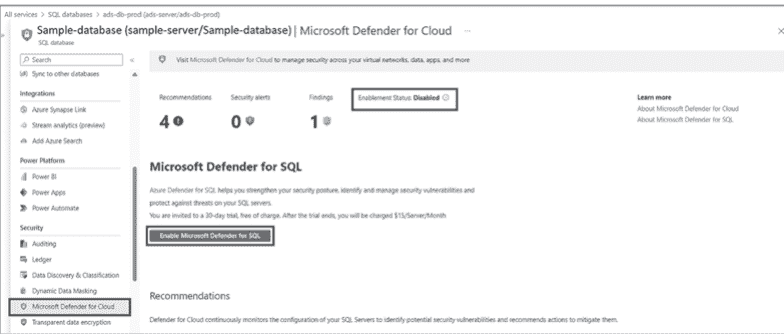 All services > SQL databases > ads-db-prod (ads-server/ads-db-prod)
Sample-database (sample-server/Sample-database) | Microsoft Defender for Cloud ...
SQL database
Search
Sync to other databases
Integrations
Azure Synapse Link
Stream analytics (preview)
Add Azure Search
Power Platform
Power BI
Power Apps
Power Automate
Security
Auditing
Ledger
Data Discovery & Classification
Dynamic Data Masking
Microsoft Defender for Cloud
Transparent data encryption
Visit Microsoft Defender for Cloud to manage security across your virtual networks, data, apps, and more
Recommendations
4
Security alerts
0
Findings
1
Enablement Status: Disabled
Learn more
About Microsoft Defender for Cloud
About Microsoft Defender for SQL
Microsoft Defender for SQL
Azure Defender for SQL helps you strengthen your security posture, identify and manage security vulnerabilities and
protect against threats on your SQL servers.
You are invited to a 30-day trial, free of charge. After the trial ends, you will be charged $15/Server/Month
Enable Microsoft Defender for SQL
Recommendations
Defender for Cloud continuously monitors the configuration of your SQL Servers to identify potential security vulnerabilities and recommends actions to mitigate them.